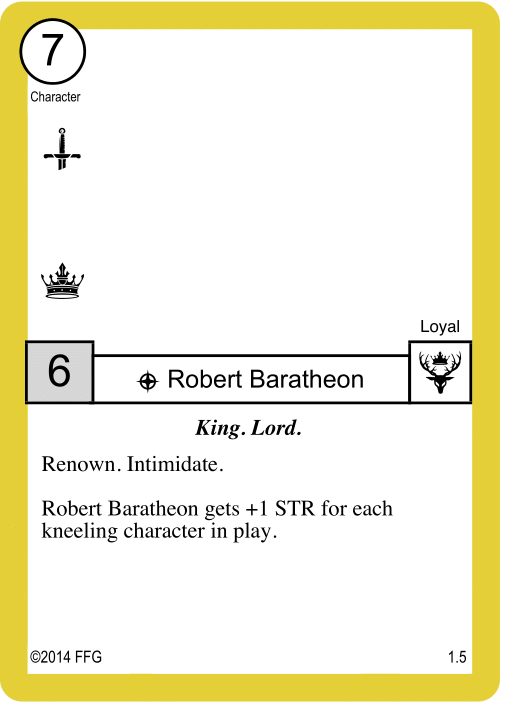 7
Character
Loyal
6
Robert Baratheon
King. Lord.
Renown. Intimidate.
Robert Baratheon gets +1 STR for each
kneeling character in play.
©2014 FFG
1.5